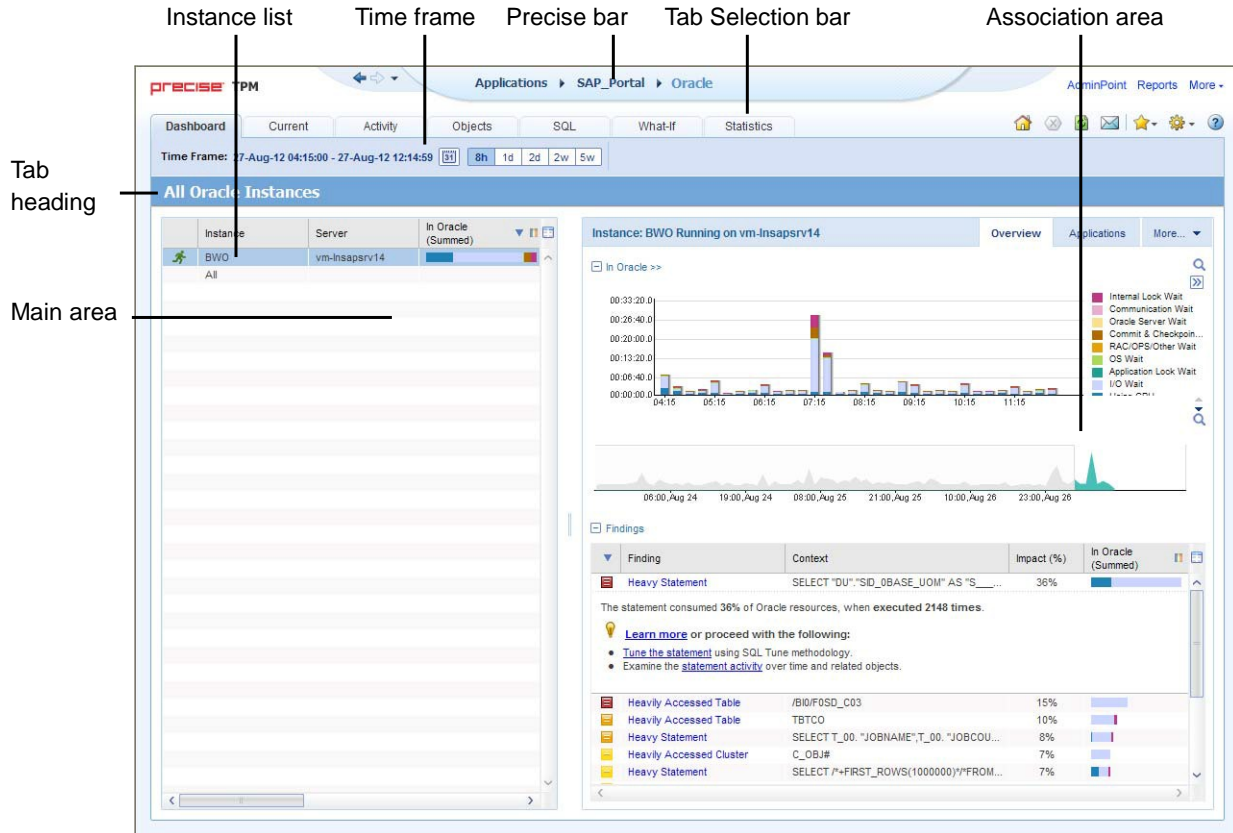 Instance list Time frame Precise bar Tab Selection bar Association area
precise TPM Applications SAP_Portal Oracle AdminPoint Reports More
Dashboard Current Activity Objects SQL What-If Statistics
Time Frame: 27-Aug-12 04:15:00 - 27-Aug-12 12:14:59 31 8h 1d 2d 2w 5w
Tab heading
All Oracle Instances
Instance Server In Oracle (Summed)
BWO vm-lnsapsrv14
All
Main area
Instance: BWO Running on vm-lnsapsrv14 Overview Applications More...
In Oracle >>
00:33:20.0
00:26:40.0
00:20:00.0
00:13:20.0
00:06:40.0
00:00:00.0
04:15 05:15 06:15 07:15 08:15 09:15 10:15 11:15
Internal Lock Wait
Communication Wait
Oracle Server Wait
Commit & Checkpoin...
RAC/OPS/Other Wait
OS Wait
Application Lock Wait
I/O Wait
Using CPU
06:00,Aug 24 19:00,Aug 24 08:00,Aug 25 21:00,Aug 25 10:00,Aug 26 23:00,Aug 26
Findings
Finding Context Impact (%) In Oracle (Summed)
Heavy Statement SELECT "DU"."SID_0BASE_UOM" AS "S___... 36%
The statement consumed 36% of Oracle resources, when executed 2148 times.
Learn more or proceed with the following:
Tune the statement using SQL Tune methodology.
Examine the statement activity over time and related objects.
Heavily Accessed Table /BI0/F0SD_C03 15%
Heavily Accessed Table TBTCO 10%
Heavy Statement SELECT T_00. "JOBNAME",T_00. "JOBCOU... 8%
Heavily Accessed Cluster C_OBJ# 7%
Heavy Statement SELECT /*+FIRST_ROWS(1000000)*/"FROM... 7%